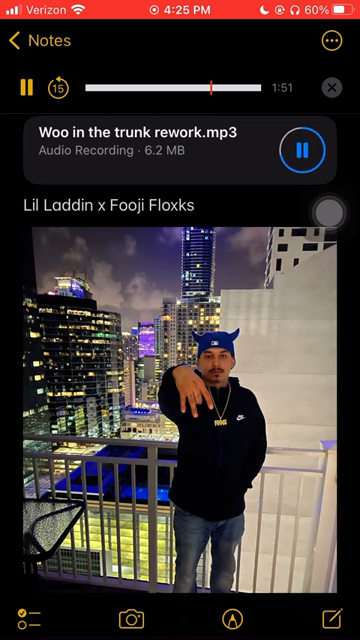 Verizon 4:25 PM 60%
Notes
15 1:51
Woo in the trunk rework.mp3
Audio Recording · 6.2 MB
Lil Laddin x Fooji Floxks